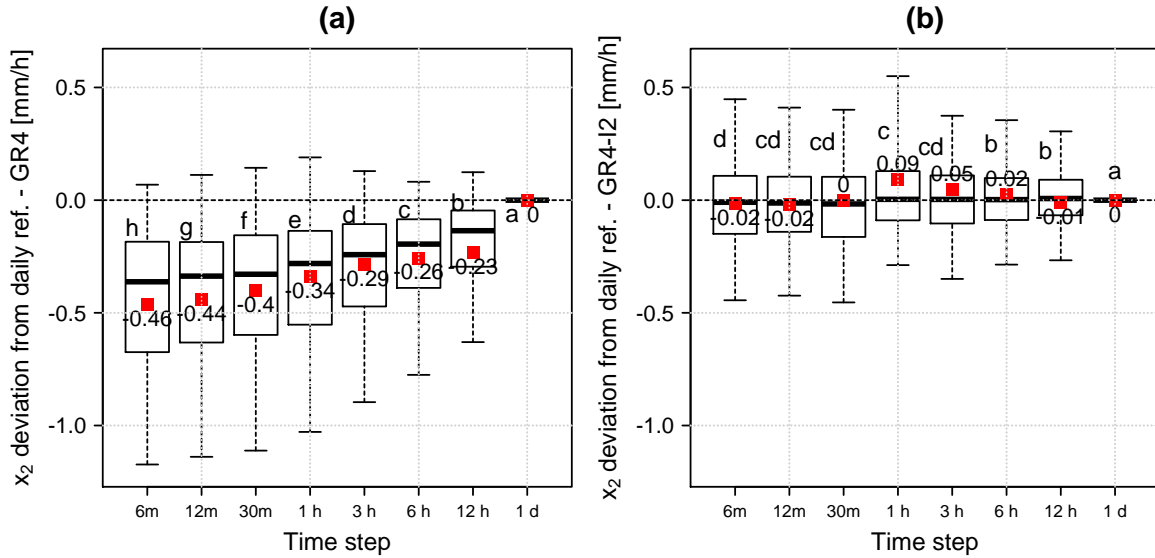 (a)
x2 deviation from daily ref. - GR4 [mm/h]
0.5
0.0
-0.5
-1.0
h
g
f
e
d
c
b
a
-0.46
-0.44
-0.4
-0.34
-0.29
-0.26
-0.23
0
6m 12m 30m 1 h 3 h 6 h 12 h 1 d
Time step
(b)
x2 deviation from daily ref. - GR4-I2 [mm/h]
0.5
0.0
-0.5
-1.0
d
cd
cd
c
cd
b
b
a
-0.02
-0.02
0
0.09
0.05
0.02
-0.01
0
6m 12m 30m 1 h 3 h 6 h 12 h 1 d
Time step